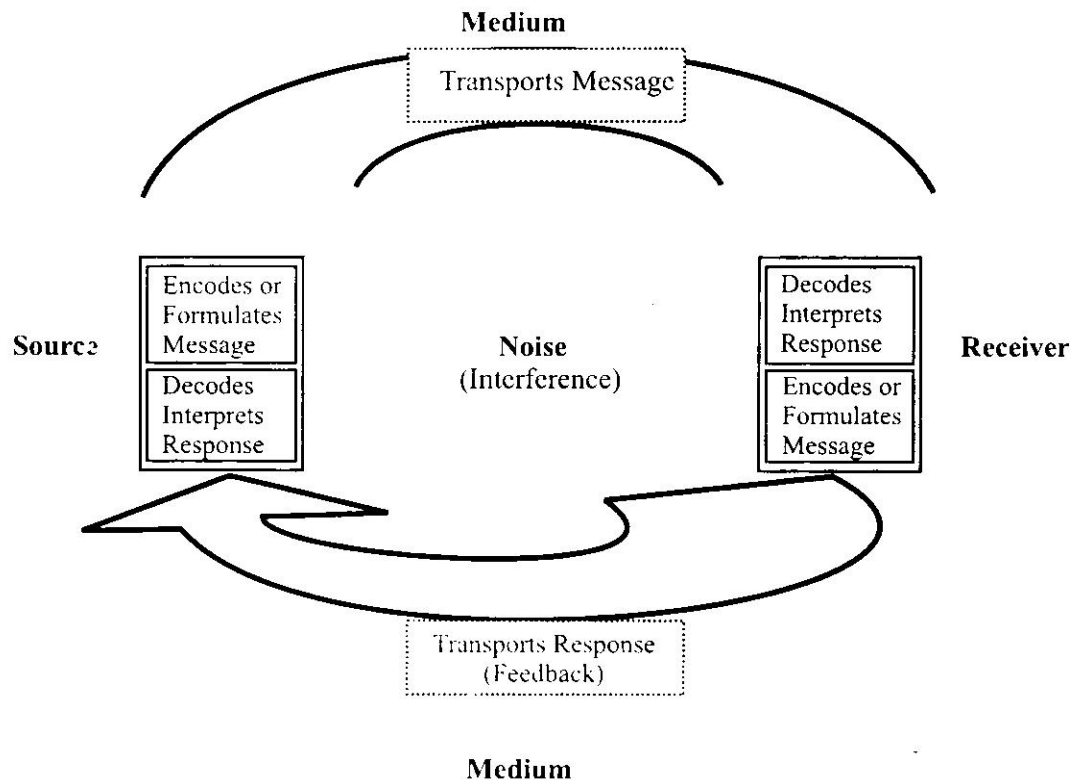 Medium
Transports Message
Encodes or
Formulates
Message
Decodes
Interprets
Response
Source
Noise
(Interference)
Decodes
Interprets
Response
Encodes or
Formulates
Message
Receiver
Transports Response
(Feedback)
Medium